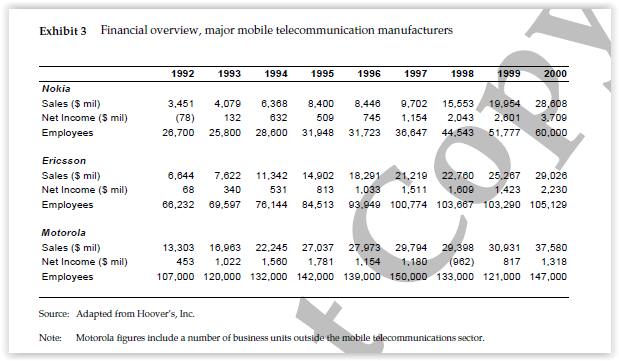 Exhibit 3 Financial overview, major mobile telecommunication manufacturers
1992 1993 1994 1995 1996 1997 1998 1999 2000
Nokia
Sales ($ mil) 3,451 4,079 6,368 8,400 8,446 9,702 15,553 19,954 28,608
Net Income ($ mil) (78) 132 632 509 745 1,154 2,043 2,601 3,709
Employees 26,700 25,800 28,600 31,948 31,723 36,647 44,543 51,777 60,000
Ericsson
Sales ($ mil) 6,644 7,622 11,342 14,902 18,291 21,219 22,760 25,267 29,026
Net Income ($ mil) 68 340 531 813 1,033 1,511 1,609 1,423 2,230
Employees 66,232 69,597 76,144 84,513 93,949 100,774 103,667 103,290 105,129
Motorola
Sales ($ mil) 13,303 16,963 22,245 27,037 27,973 29,794 29,398 30,931 37,580
Net Income ($ mil) 453 1,022 1,560 1,781 1,154 1,180 (962) 817 1,318
Employees 107,000 120,000 132,000 142,000 139,000 150,000 133,000 121,000 147,000
Source: Adapted from Hoover's, Inc.
Note: Motorola figures include a number of business units outside the mobile telecommunications sector.
t Copy